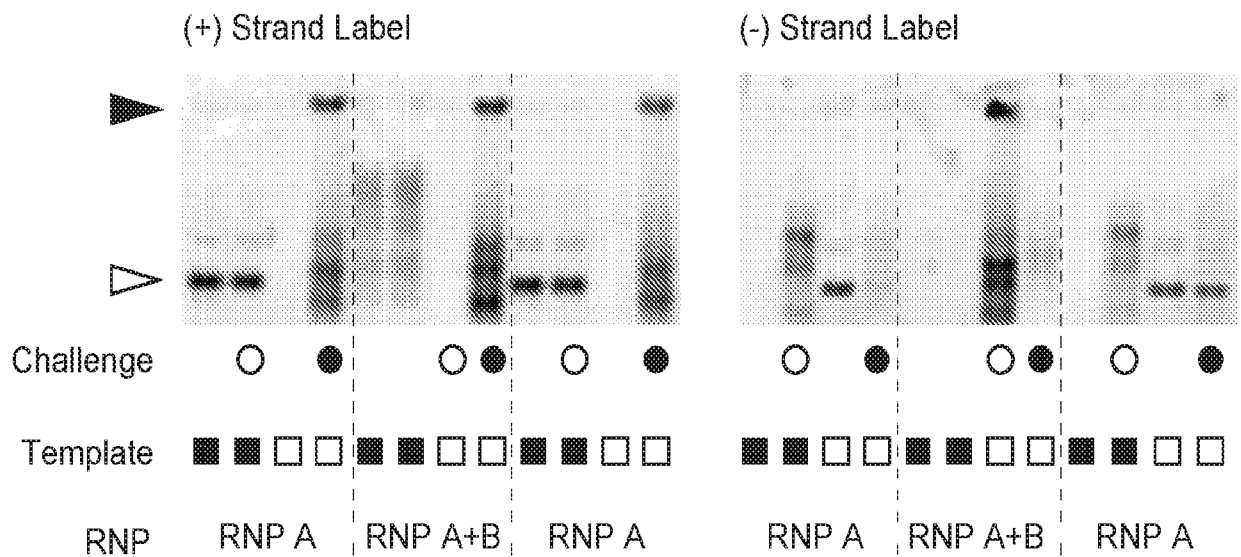 (+) Strand Label (-) Strand Label
Challenge
Template
RNP RNP A RNP A+B RNP A RNP A RNP A+B RNP A